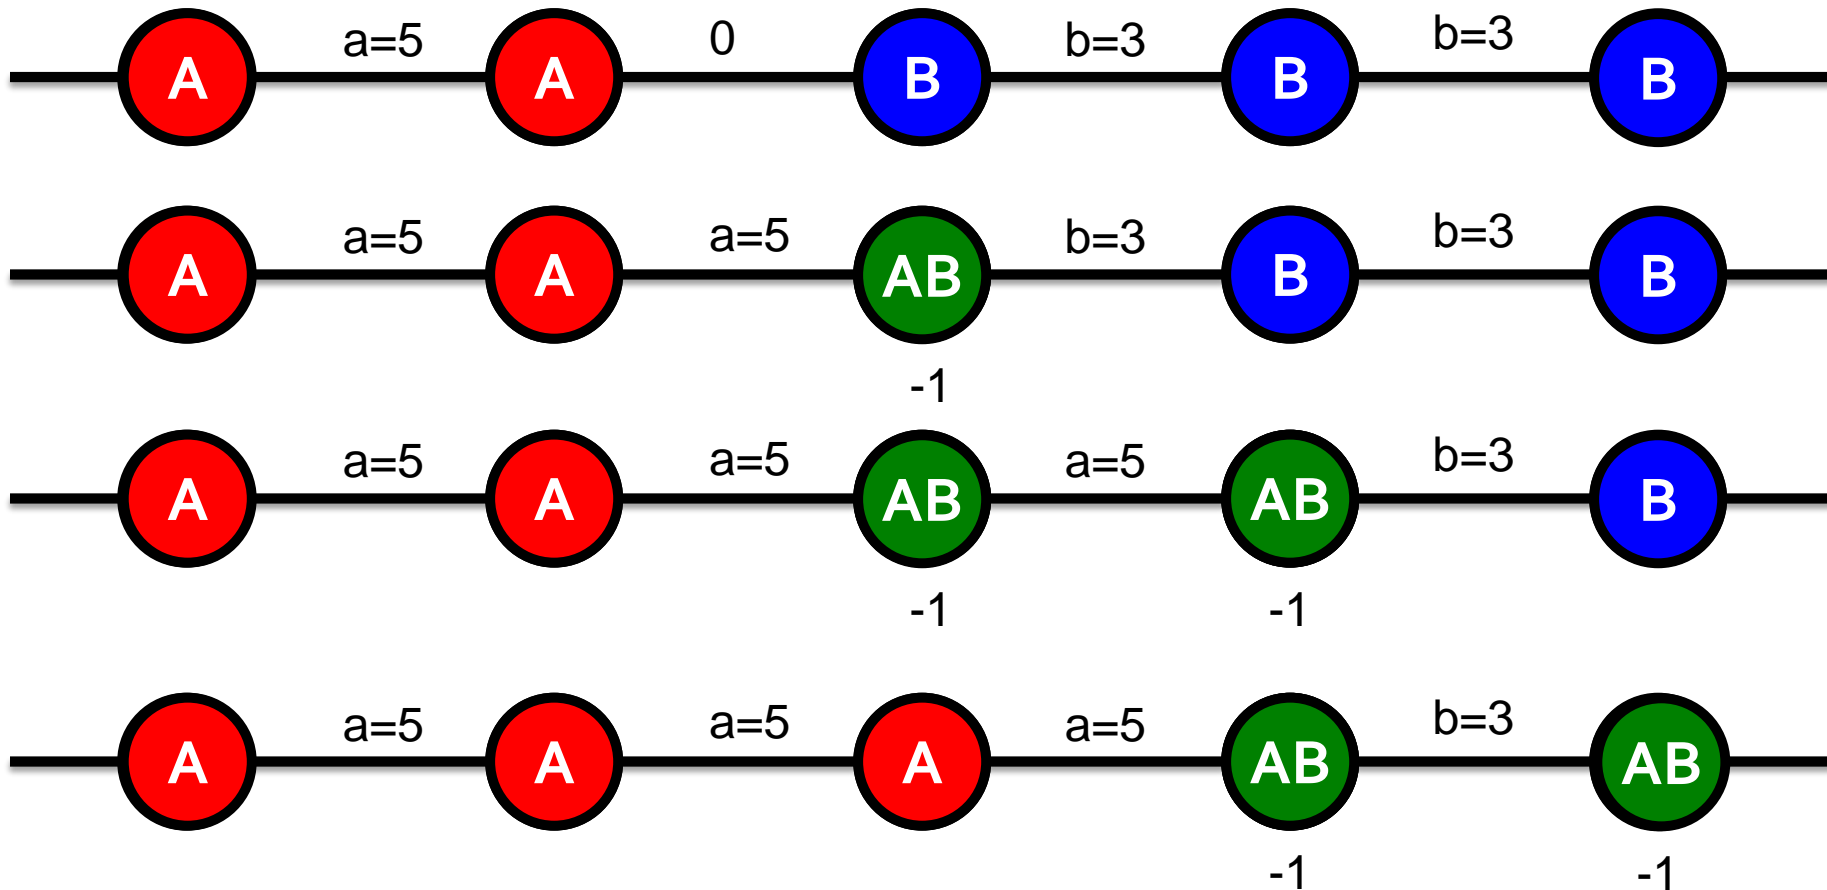 a=5 0 b=3 b=3
A A B B B
a=5 a=5 b=3 b=3
A A AB B B
-1
a=5 a=5 a=5 b=3
A A AB AB B
-1 -1
a=5 a=5 a=5 b=3
A A A AB AB
-1 -1